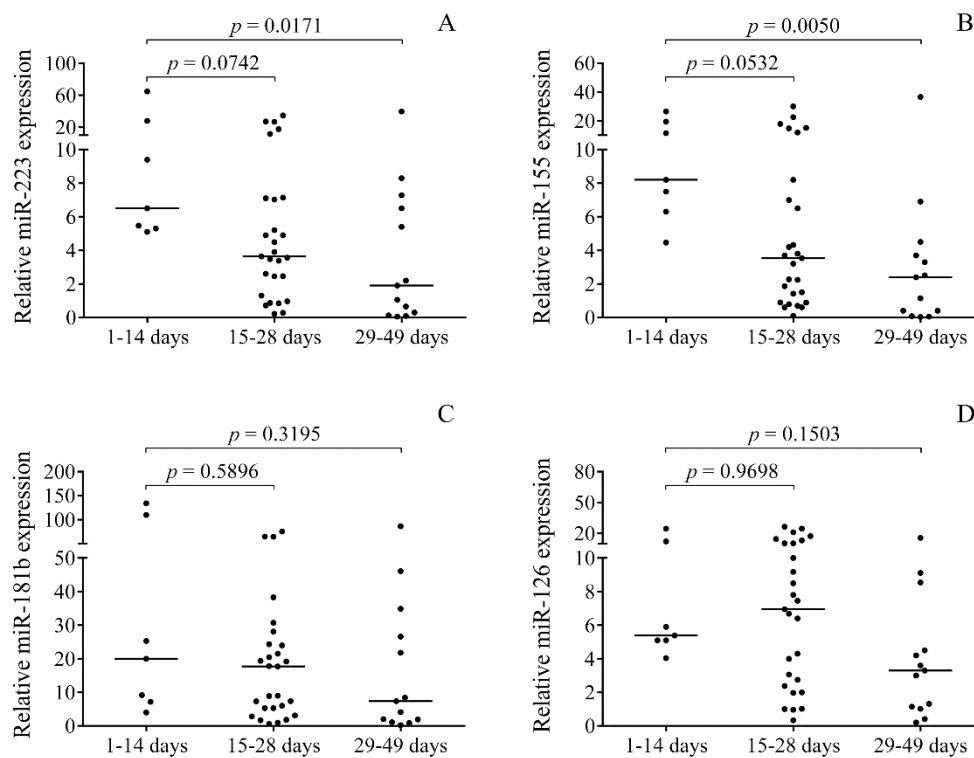 A
p = 0.0171
p = 0.0742
Relative miR-223 expression
100
60
20
10
8
6
4
2
0
1-14 days 15-28 days 29-49 days
B
p = 0.0050
p = 0.0532
Relative miR-155 expression
60
40
20
10
8
6
4
2
0
1-14 days 15-28 days 29-49 days
C
p = 0.3195
p = 0.5896
Relative miR-181b expression
200
150
100
50
40
30
20
10
0
1-14 days 15-28 days 29-49 days
D
p = 0.1503
p = 0.9698
Relative miR-126 expression
80
50
20
10
8
6
4
2
0
1-14 days 15-28 days 29-49 days